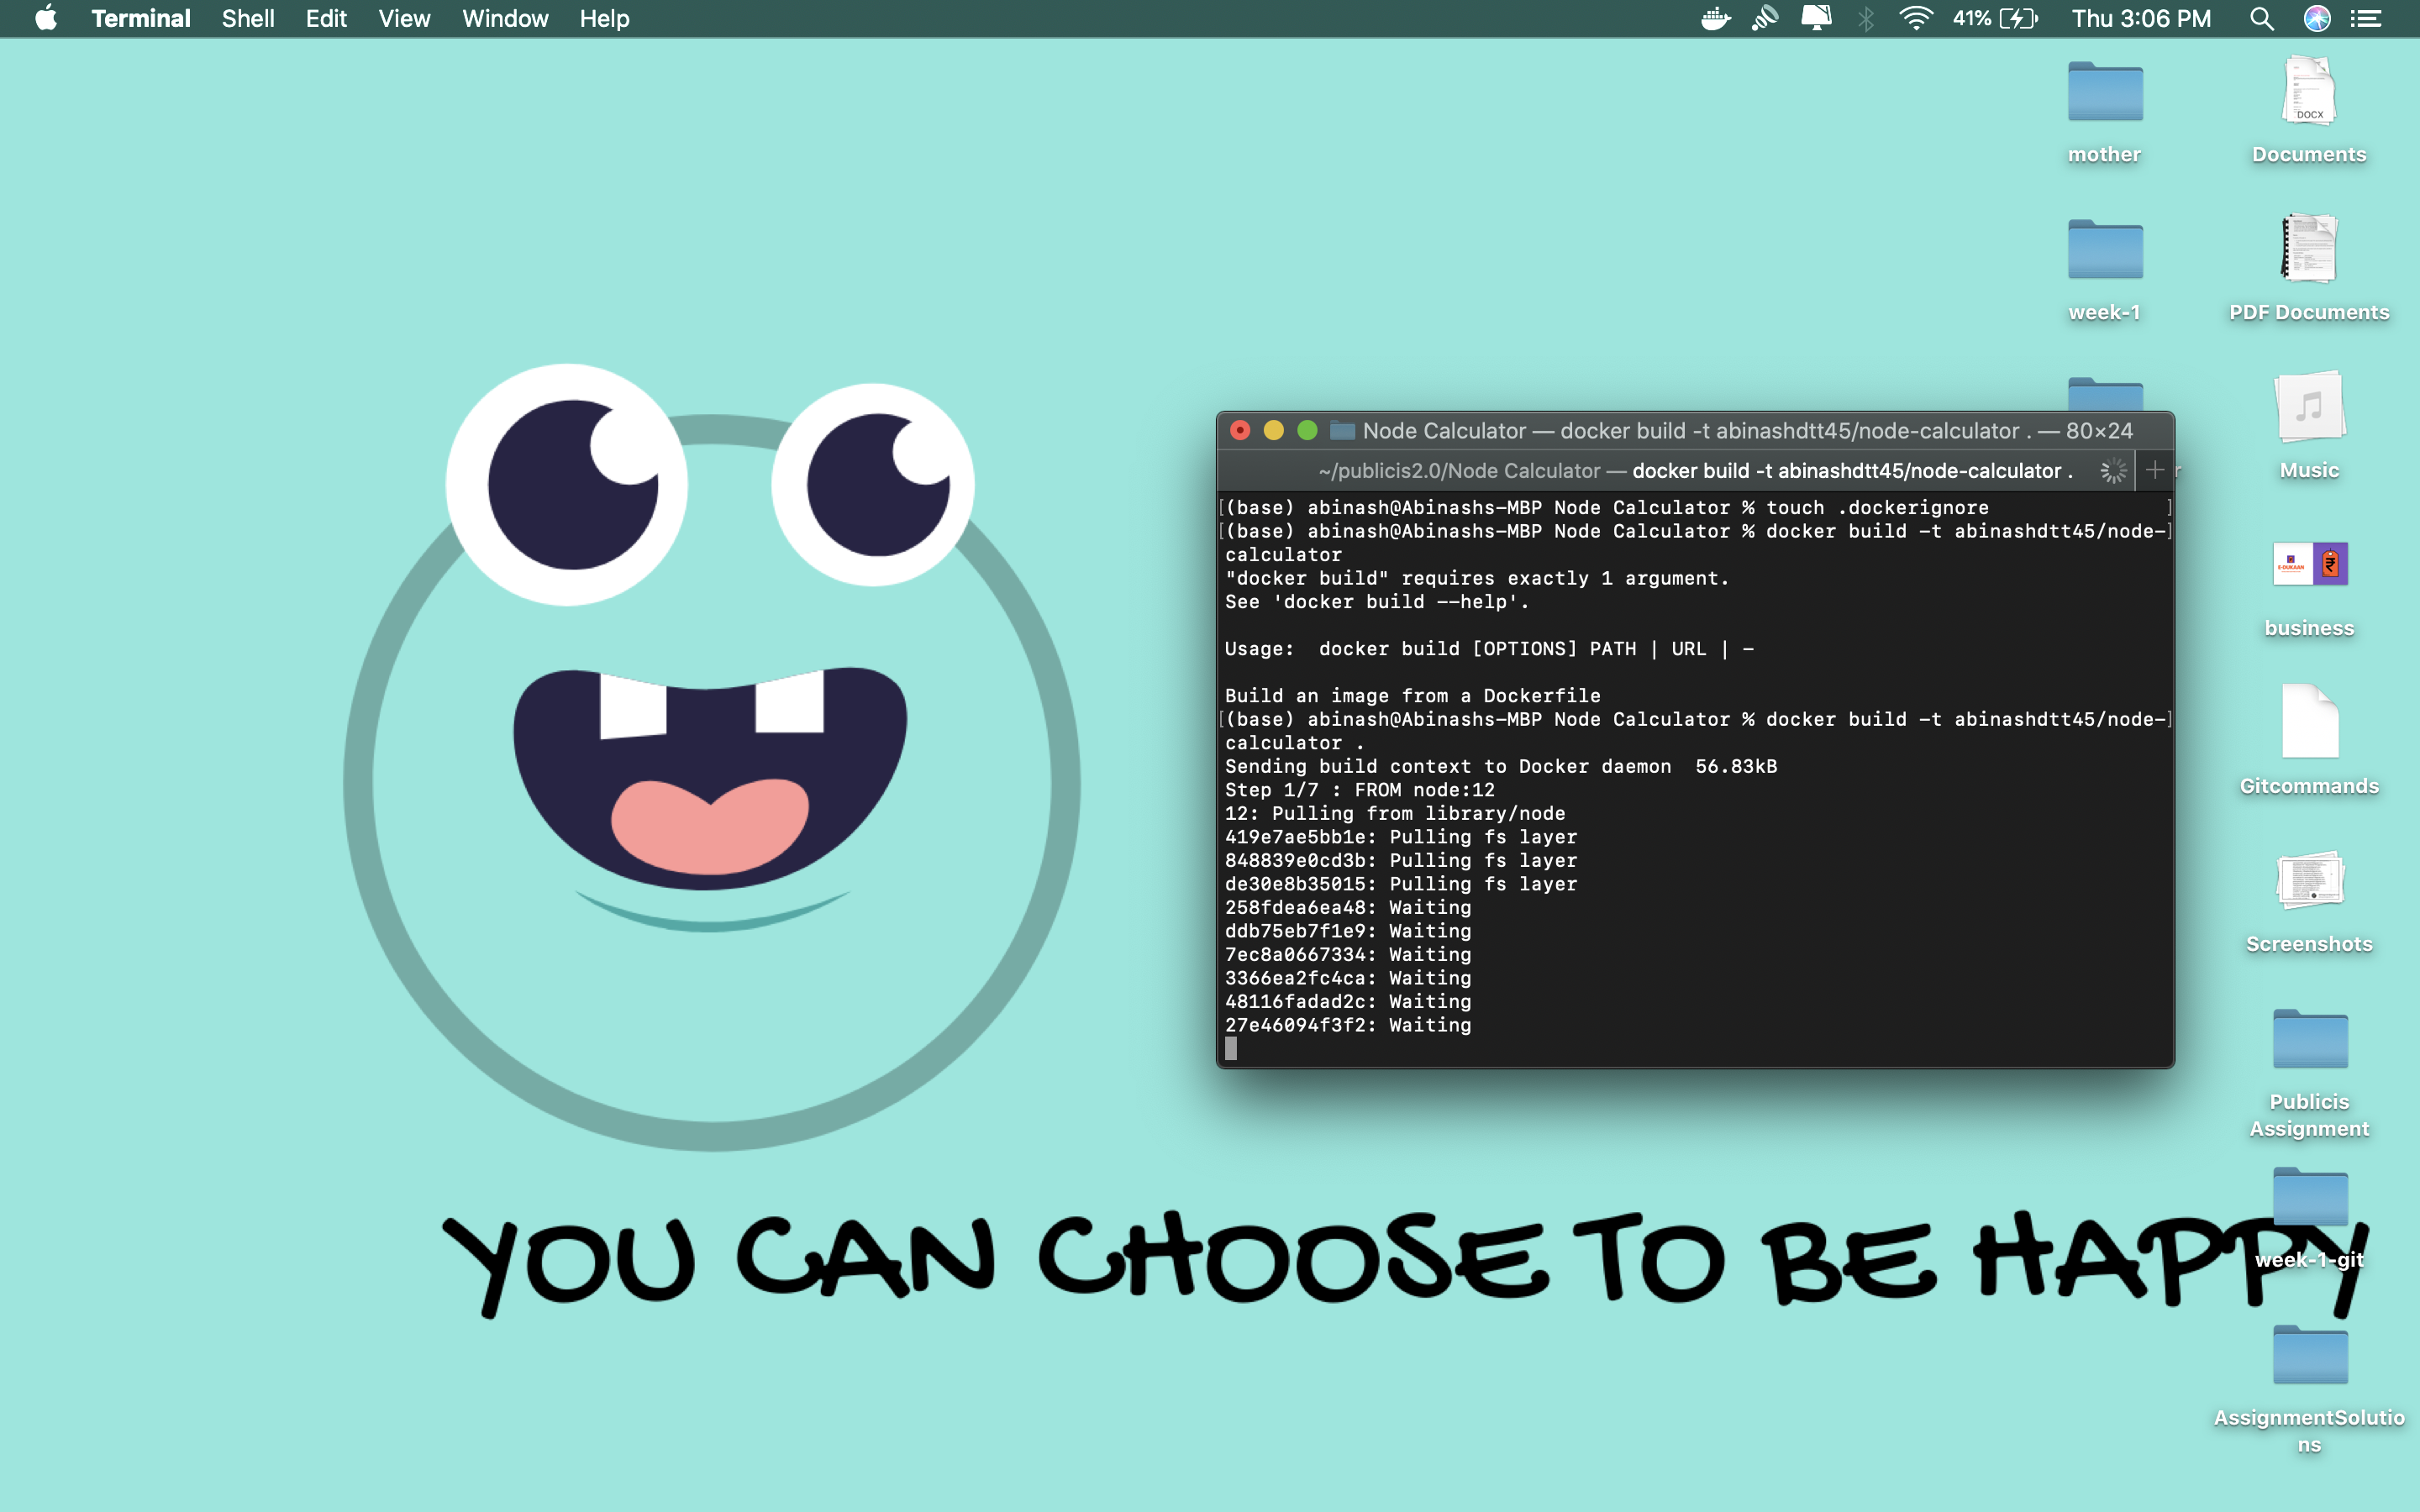 Terminal Shell Edit View Window Help 41% Thu 3:06 PM
mother
DOCX
Documents
week-1
PDF Documents
Music
E-DUKAAN
business
Gitcommands
Screenshots
Publicis
Assignment
week-1-git
AssignmentSolutio
ns
Node Calculator — docker build -t abinashdtt45/node-calculator . — 80×24
~/publicis2.0/Node Calculator — docker build -t abinashdtt45/node-calculator .
[(base) abinash@Abinashs-MBP Node Calculator % touch .dockerignore ]
[(base) abinash@Abinashs-MBP Node Calculator % docker build -t abinashdtt45/node-]
calculator
"docker build" requires exactly 1 argument.
See 'docker build --help'.
Usage:  docker build [OPTIONS] PATH | URL | -
Build an image from a Dockerfile
[(base) abinash@Abinashs-MBP Node Calculator % docker build -t abinashdtt45/node-]
calculator .
Sending build context to Docker daemon  56.83kB
Step 1/7 : FROM node:12
12: Pulling from library/node
419e7ae5bb1e: Pulling fs layer
848839e0cd3b: Pulling fs layer
de30e8b35015: Pulling fs layer
258fdea6ea48: Waiting
ddb75eb7f1e9: Waiting
7ec8a0667334: Waiting
3366ea2fc4ca: Waiting
48116fadad2c: Waiting
27e46094f3f2: Waiting
YOU CAN CHOOSE TO BE HAPPY